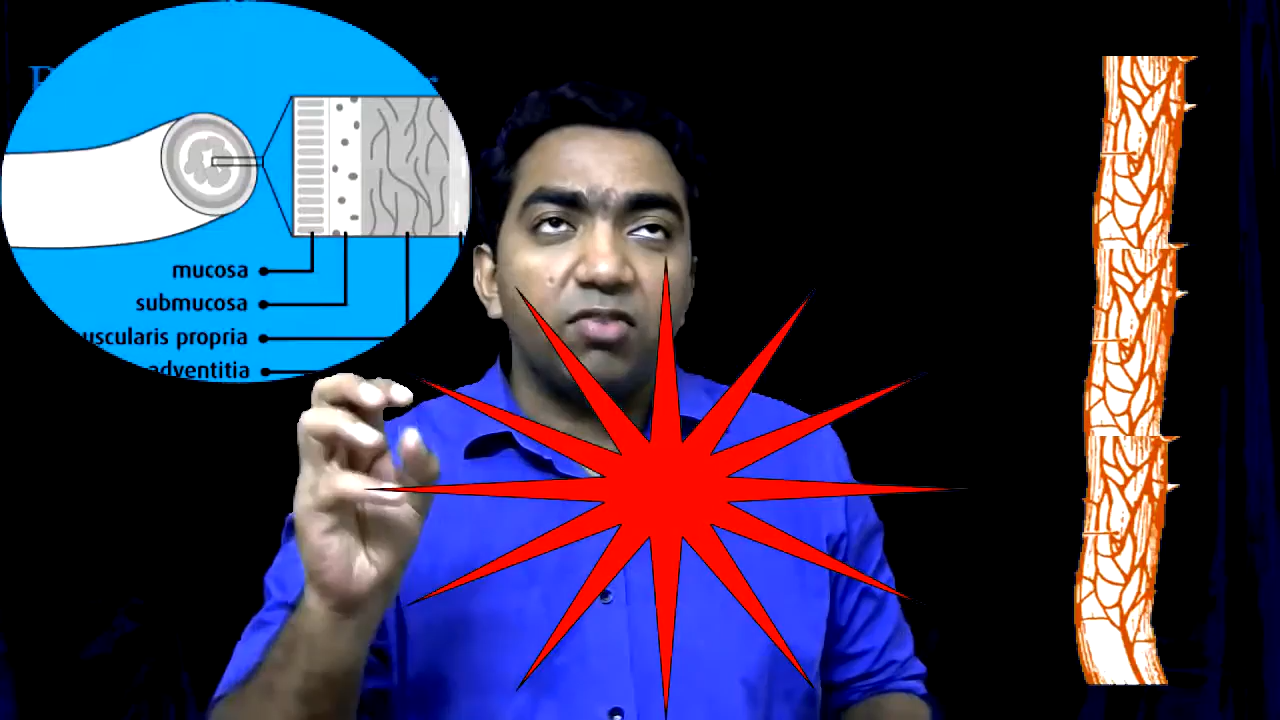 mucosa
submucosa
uscularis propria
adventitia